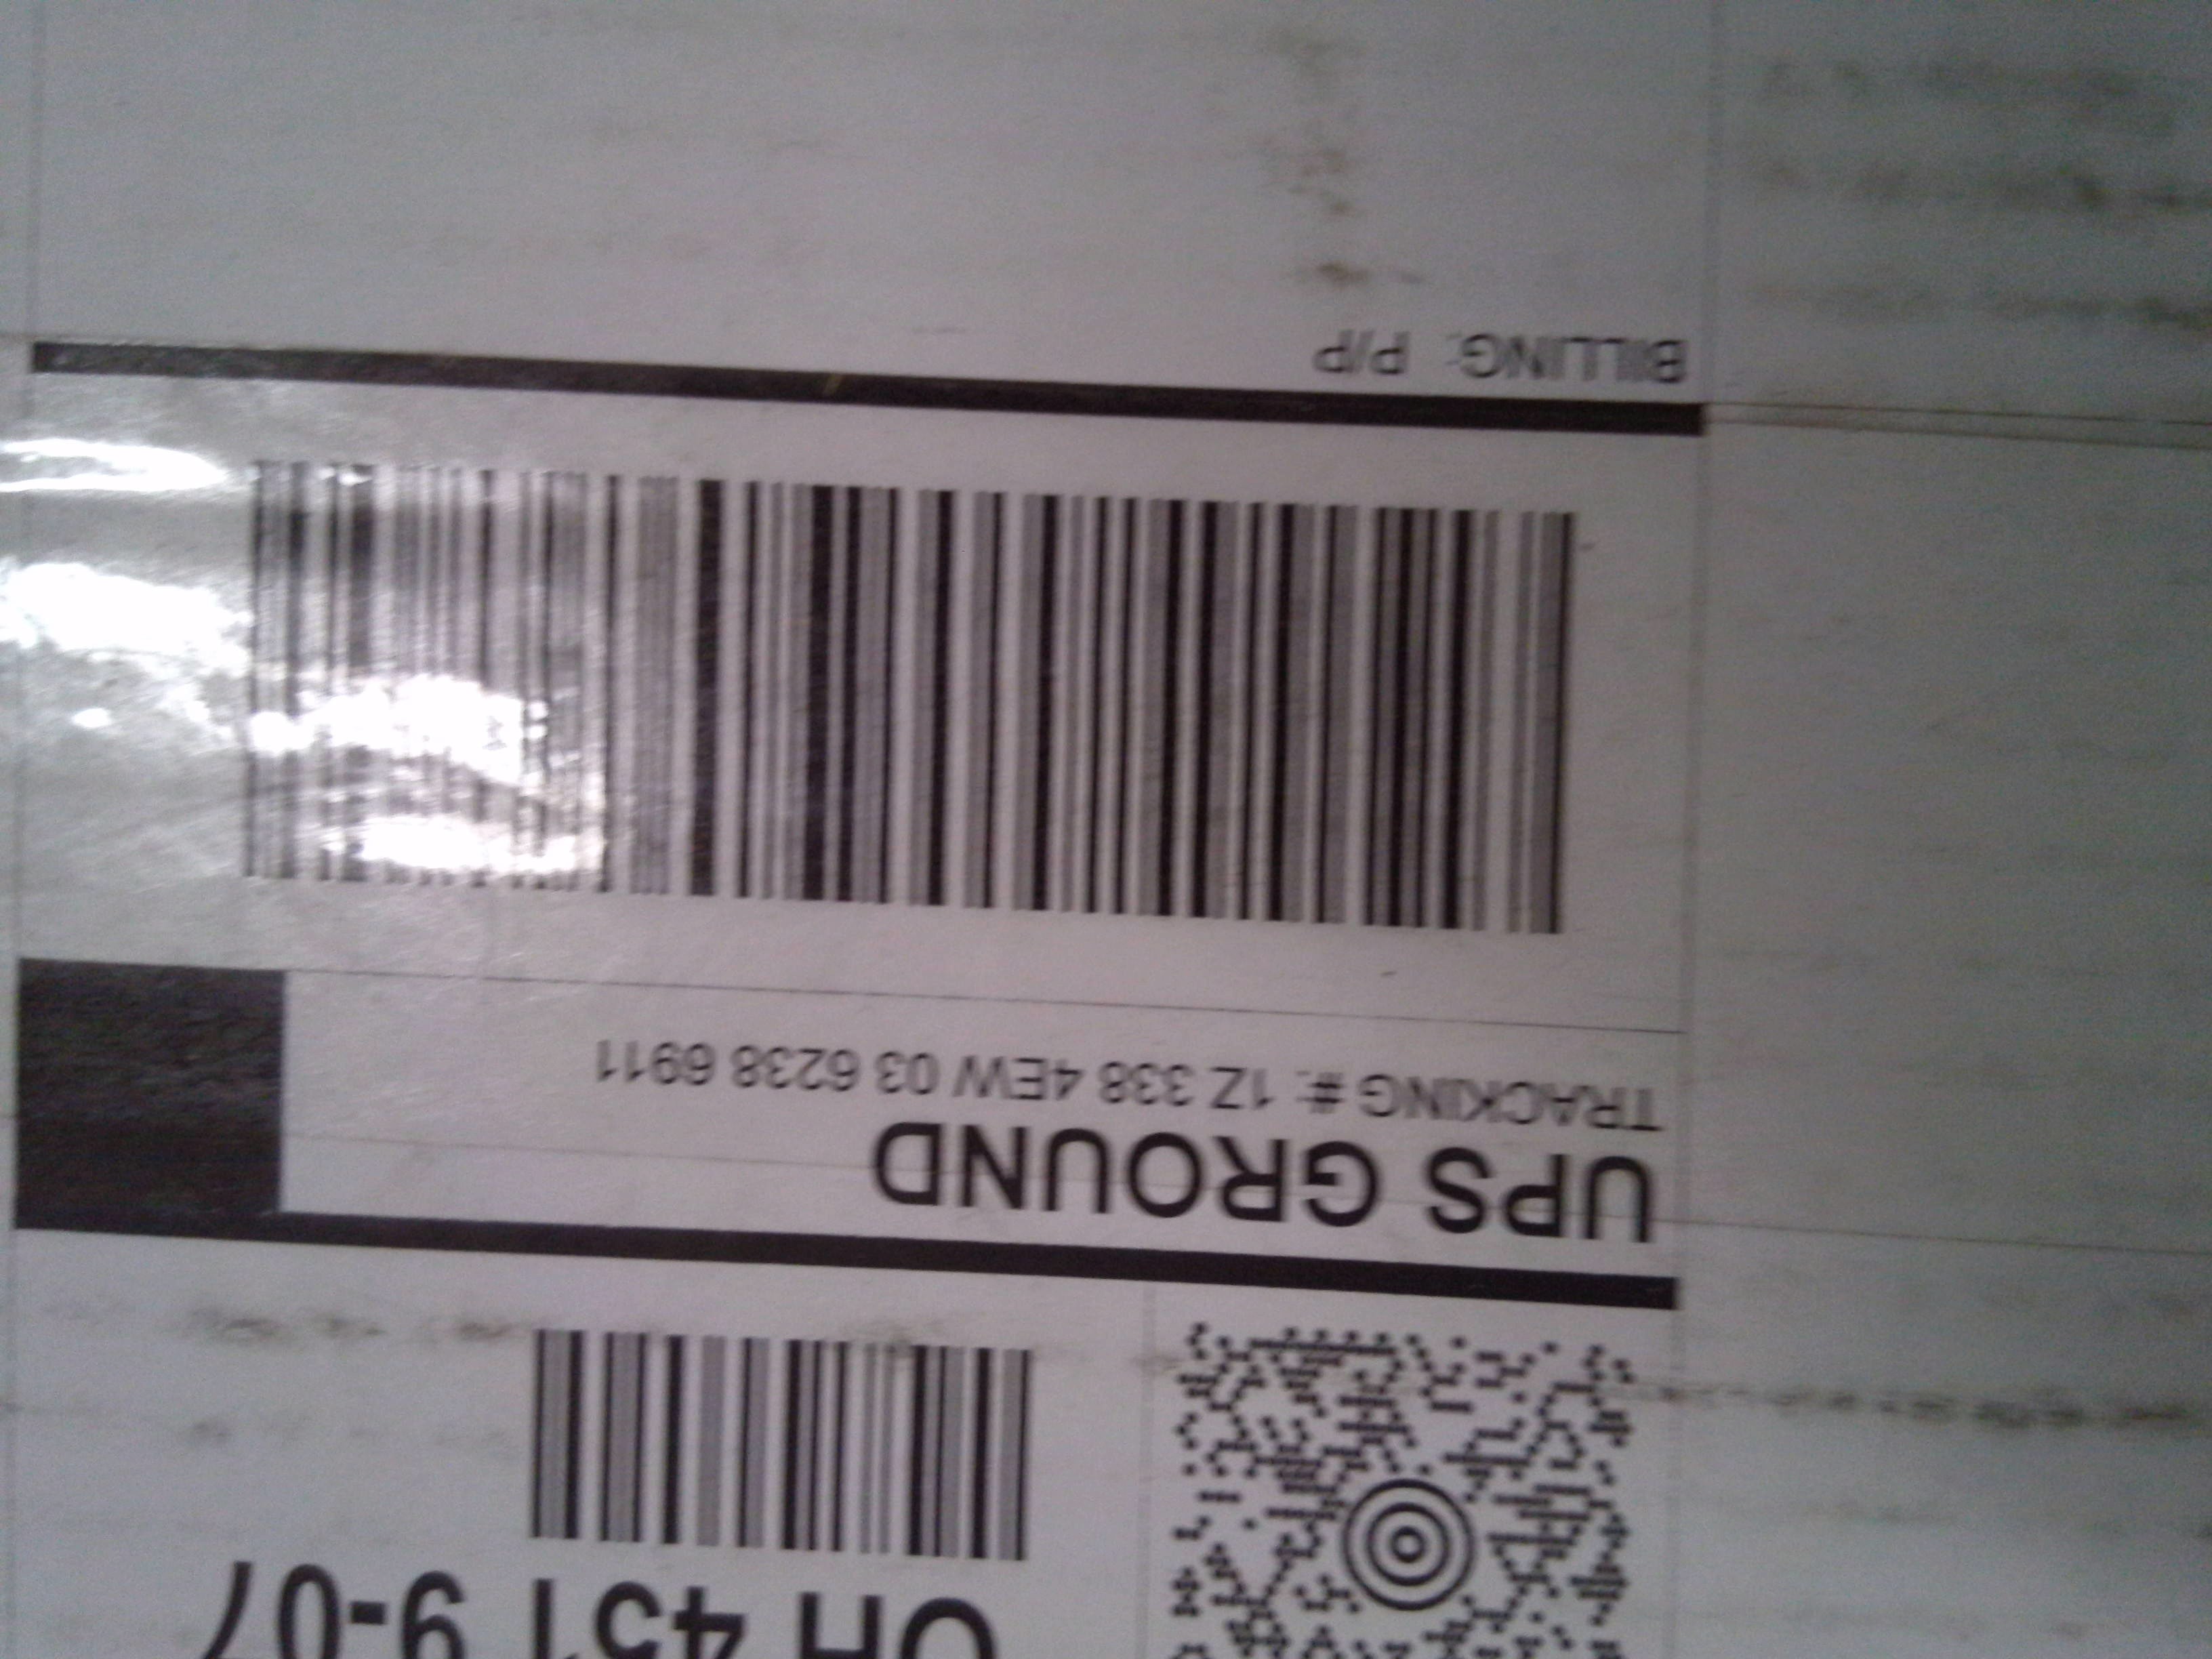 OH 451 9-07
UPS GROUND
TRACKING #: 1Z 338 4EW 03 6238 6911
BILLING: P/P